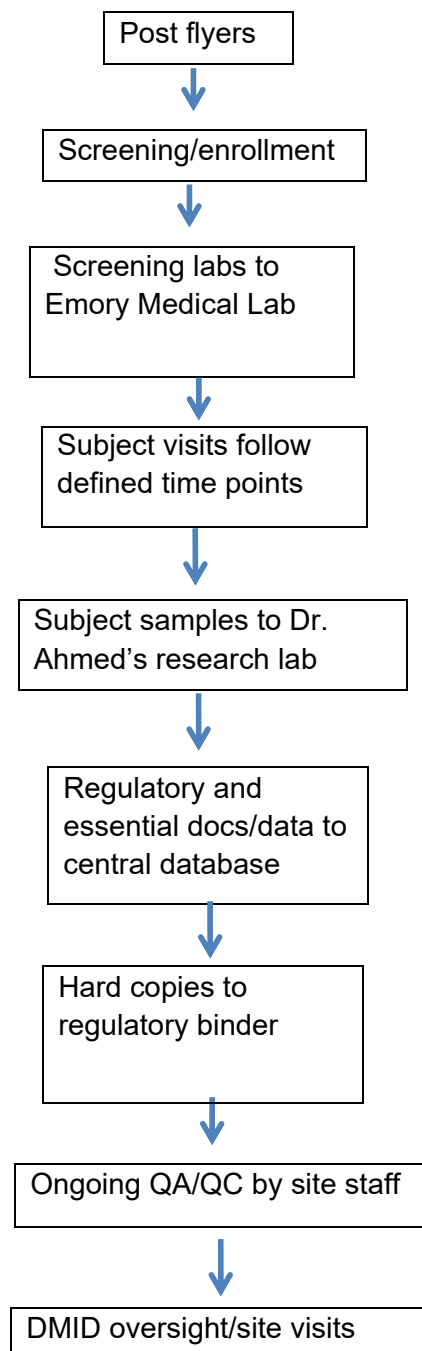 Post flyers
Screening/enrollment
Screening labs to
Emory Medical Lab
Subject visits follow
defined time points
Subject samples to Dr.
Ahmed’s research lab
Regulatory and
essential docs/data to
central database
Hard copies to
regulatory binder
Ongoing QA/QC by site staff
DMID oversight/site visits